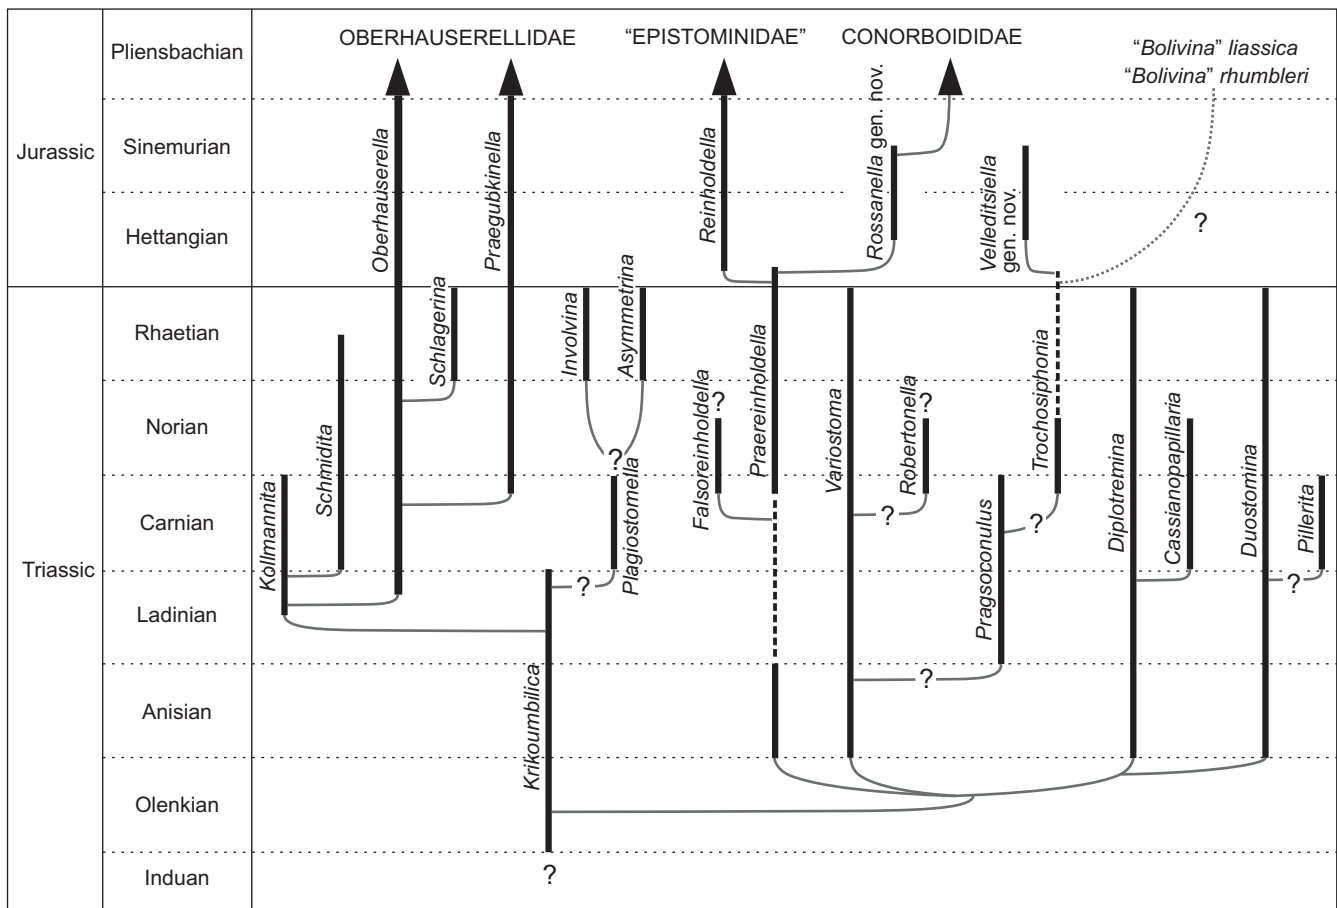 OBERHAUSERELLIDAE
“EPISTOMINIDAE”
CONORBOIDIDAE
“Bolivina” liassica
“Bolivina” rhumbleri
Jurassic
Pliensbachian
Sinemurian
Hettangian
Triassic
Rhaetian
Norian
Carnian
Ladinian
Anisian
Olenkian
Induan
Kollmannita
Schmidita
Oberhauserella
Schlagerina
Praegubkinella
Krikoumbilica
?
Involvina
Asymmetrina
?
Plagiostomella
?
Falsoreinholdella
?
Reinholdella
Praereinholdella
Variostoma
Rossanella gen. nov.
Robertonella
?
?
?
Pragsoconulus
Velleditsiella
gen. nov.
Trochosiphonia
?
?
Diplotremina
Cassianopapillaria
Duostomina
Pillerita
?